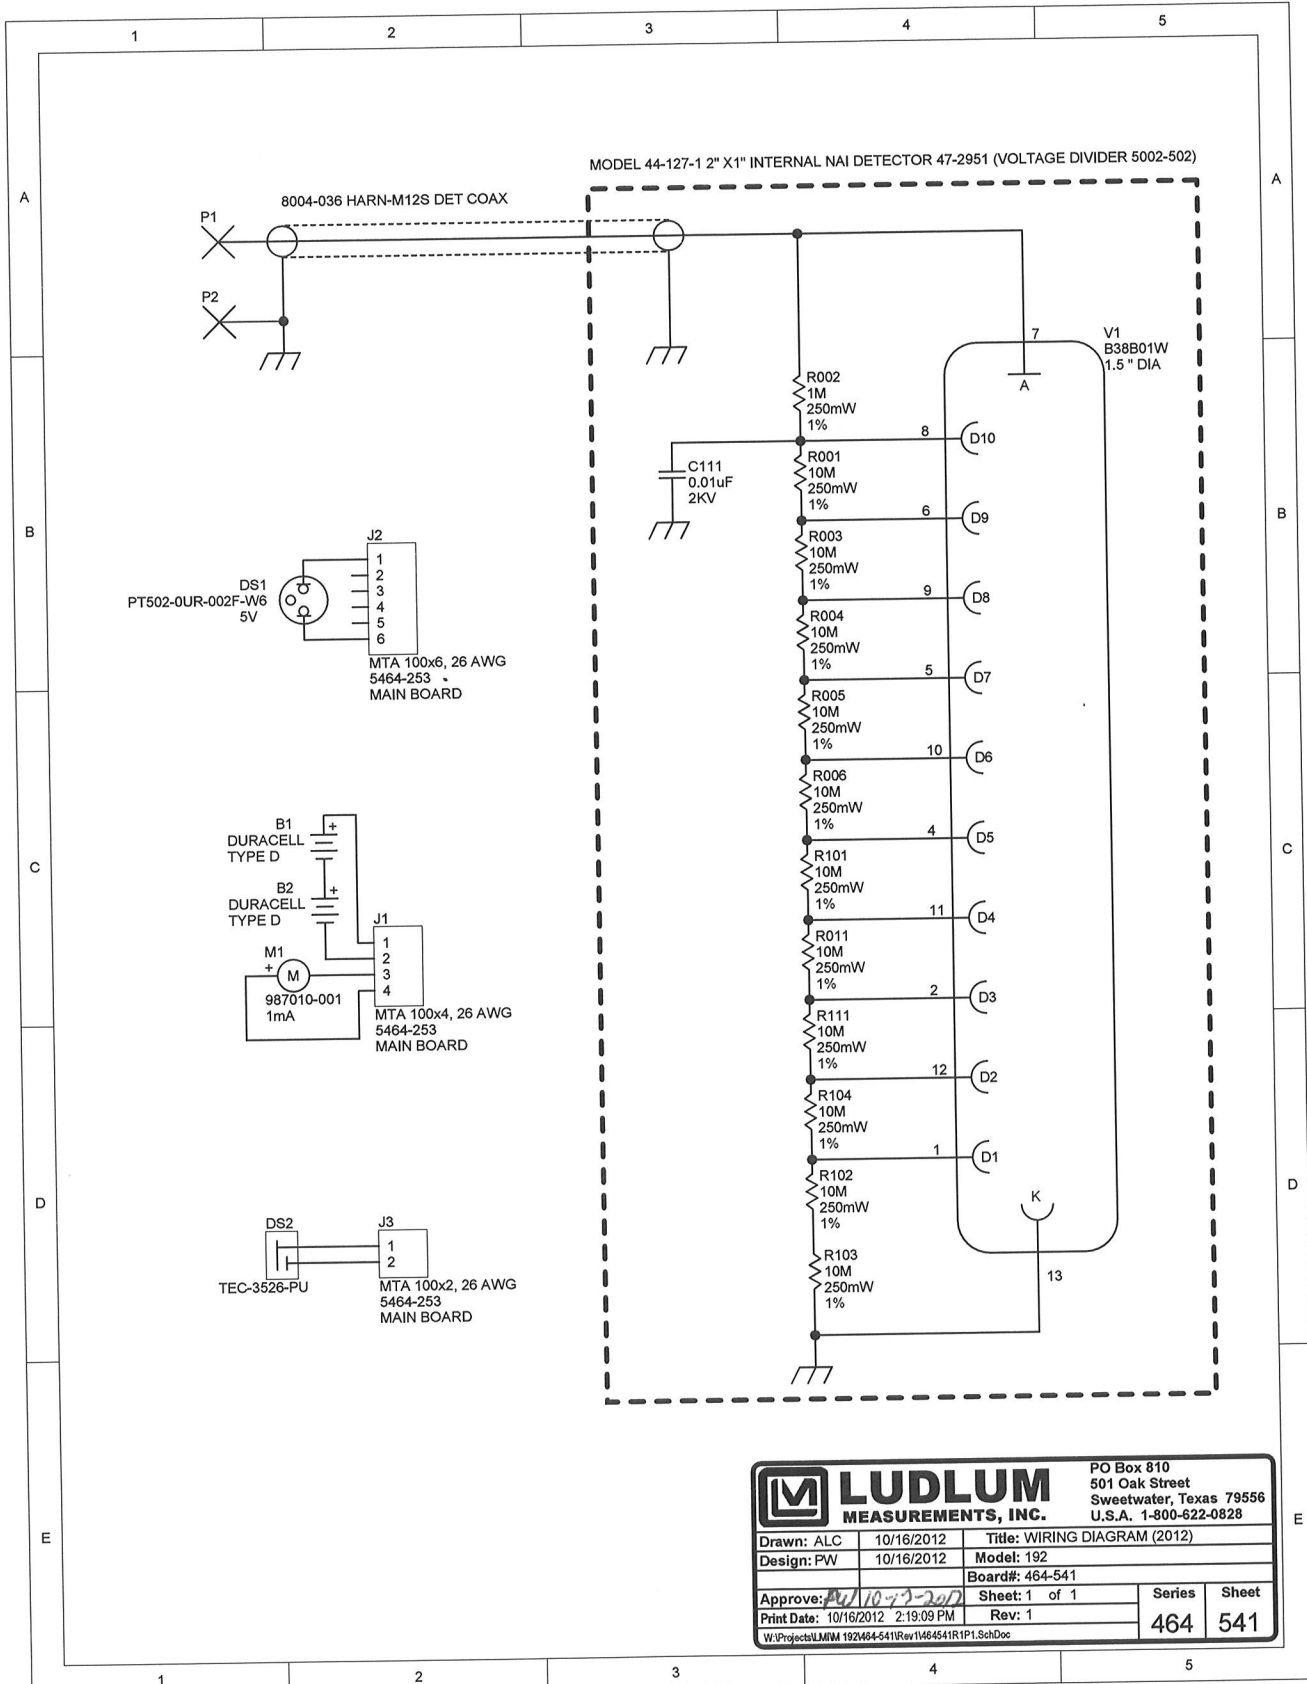 1 2 3 4 5
A A
MODEL 44-127-1 2" X1" INTERNAL NAI DETECTOR 47-2951 (VOLTAGE DIVIDER 5002-502)
8004-036 HARN-M12S DET COAX
P1
P2
7
V1
B38B01W
1.5 " DIA
A
R002
1M
250mW
1%
8
D10
C111
0.01uF
2KV
R001
10M
250mW
1%
6
D9
B B
R003
10M
250mW
1%
9
D8
R004
10M
250mW
1%
5
D7
R005
10M
250mW
1%
10
D6
R006
10M
250mW
1%
4
D5
R101
10M
250mW
1%
11
D4
R011
10M
250mW
1%
2
D3
R111
10M
250mW
1%
12
D2
R104
10M
250mW
1%
1
D1
R102
10M
250mW
1%
K
R103
10M
250mW
1%
13
J2
1
2
3
4
5
6
DS1
PT502-0UR-002F-W6
5V
MTA 100x6, 26 AWG
5464-253
MAIN BOARD
C C
B1
DURACELL
TYPE D
+
B2
DURACELL
TYPE D
+
J1
1
2
3
4
M1
+
M
987010-001
1mA
MTA 100x4, 26 AWG
5464-253
MAIN BOARD
D D
DS2
TEC-3526-PU
J3
1
2
MTA 100x2, 26 AWG
5464-253
MAIN BOARD
E E
LM LUDLUM
MEASUREMENTS, INC.
PO Box 810
501 Oak Street
Sweetwater, Texas 79556
U.S.A. 1-800-622-0828
Drawn: ALC 10/16/2012 Title: WIRING DIAGRAM (2012)
Design: PW 10/16/2012 Model: 192
Board#: 464-541
Approve: PW Sheet: 1 of 1 Series Sheet
Print Date: 10/16/2012 2:19:09 PM Rev: 1 464 541
W:\Projects\LMI\M 192\464-541\Rev1\464541R1P1.SchDoc
1 2 3 4 5